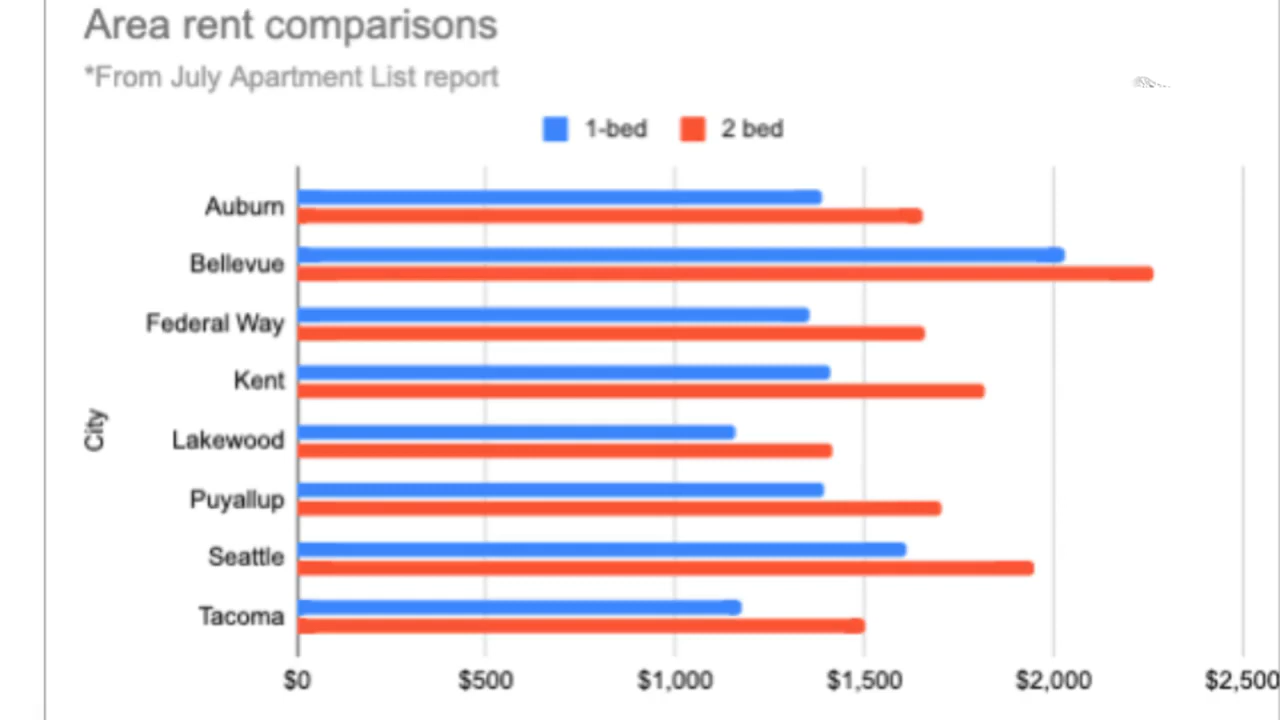 Area rent comparisons
*From July Apartment List report
1-bed 2 bed
Auburn
Bellevue
Federal Way
Kent
City
Lakewood
Puyallup
Seattle
Tacoma
$0 $500 $1,000 $1,500 $2,000 $2,500